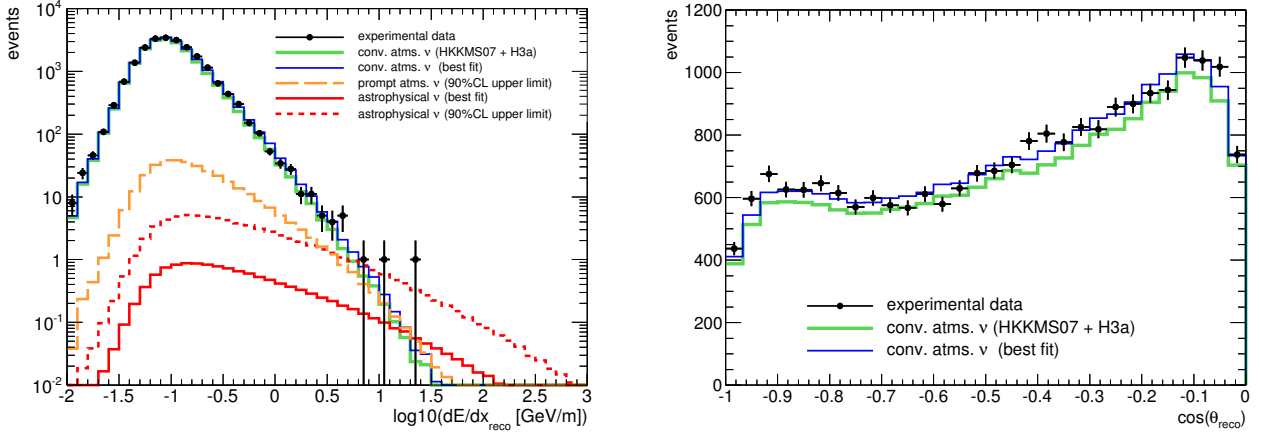 events
10⁴
10³
10²
10
1
10⁻¹
10⁻²
-2 -1.5 -1 -0.5 0 0.5 1 1.5 2 2.5 3
log10(dE/dx_reco [GeV/m])
experimental data
conv. atms. ν (HKKMS07 + H3a)
conv. atms. ν (best fit)
prompt atms. ν (90%CL upper limit)
astrophysical ν (best fit)
astrophysical ν (90%CL upper limit)
events
1200
1000
800
600
400
200
0
-1 -0.9 -0.8 -0.7 -0.6 -0.5 -0.4 -0.3 -0.2 -0.1 0
cos(θ_reco)
experimental data
conv. atms. ν (HKKMS07 + H3a)
conv. atms. ν (best fit)